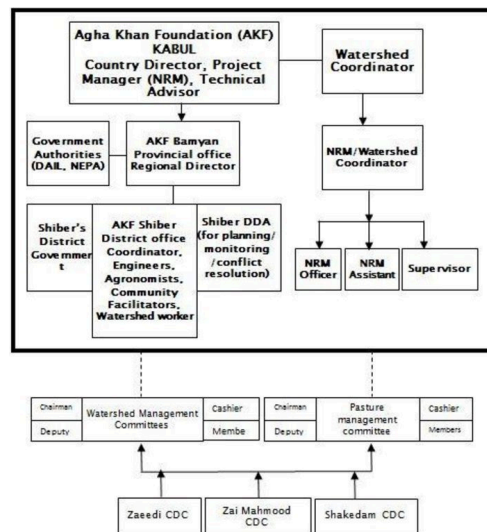 Agha Khan Foundation (AKF)
KABUL
Country Director, Project
Manager (NRM), Technical
Advisor
Watershed
Coordinator
Government
Authorities
(DAIL, NEPA)
AKF Bamyan
Provincial office
Regional Director
NRM/Watershed
Coordinator
Shiber's
District
Governmen
t
AKF Shiber
District office
Coordinator,
Engineers,
Agronomists,
Community
Facilitators,
Watershed worker
Shiber DDA
(for planning/
monitoring
/conflict
resolution)
NRM
Officer
NRM
Assistant
Supervisor
Chairman
Deputy
Watershed Management
Committees
Cashier
Membe
Chairman
Deputy
Pasture
management
committee
Cashier
Members
Zaeedi CDC
Zai Mahmood
CDC
Shakedam CDC